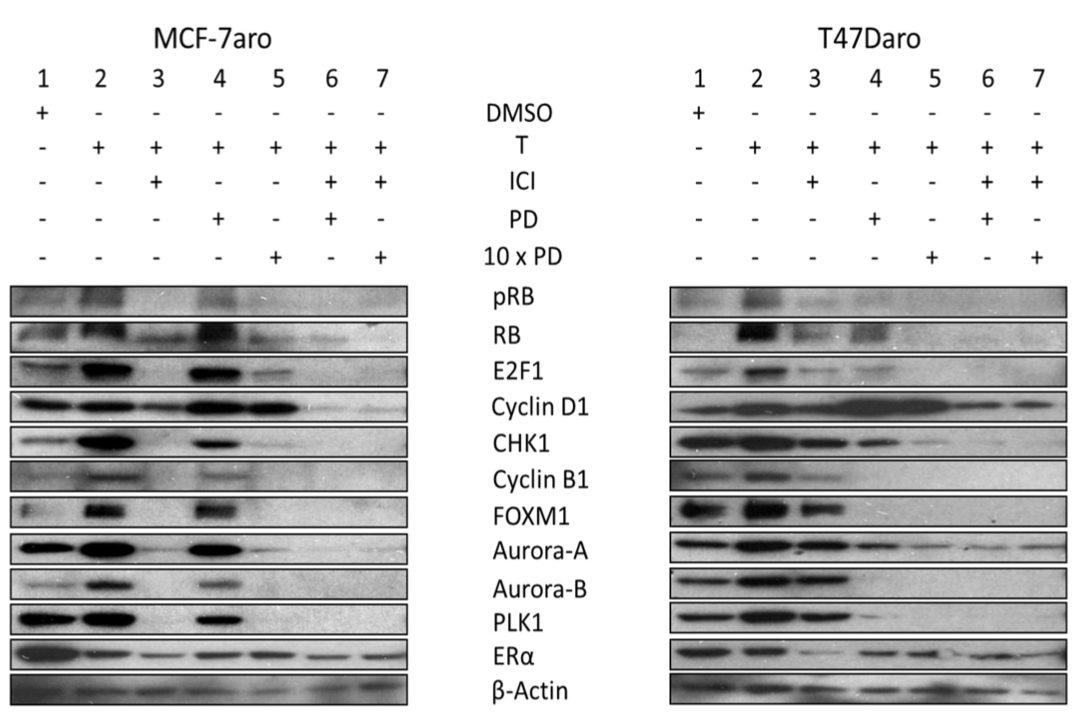 MCF-7aro T47Daro
1 2 3 4 5 6 7 1 2 3 4 5 6 7
+ - - - - - - DMSO + - - - - - -
- + + + + + + T - + + + + + +
- - + - - + + ICI - - + - - + +
- - - + - + - PD - - - + - + -
- - - - + - + 10 x PD - - - - + - +
pRB
RB
E2F1
Cyclin D1
CHK1
Cyclin B1
FOXM1
Aurora-A
Aurora-B
PLK1
ERα
β-Actin